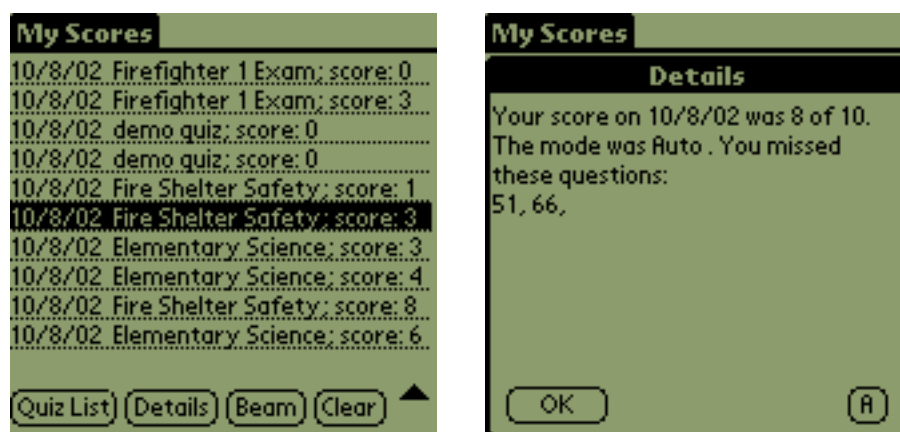 My Scores
10/8/02 Firefighter 1 Exam; score: 0
10/8/02 Firefighter 1 Exam; score: 3
10/8/02 demo quiz; score: 0
10/8/02 demo quiz; score: 0
10/8/02 Fire Shelter Safety; score: 1
10/8/02 Fire Shelter Safety; score: 3
10/8/02 Elementary Science; score: 3
10/8/02 Elementary Science; score: 4
10/8/02 Fire Shelter Safety; score: 8
10/8/02 Elementary Science; score: 6
Quiz List Details Beam Clear
My Scores
Details
Your score on 10/8/02 was 8 of 10.
The mode was Auto . You missed
these questions:
51, 66,
OK A